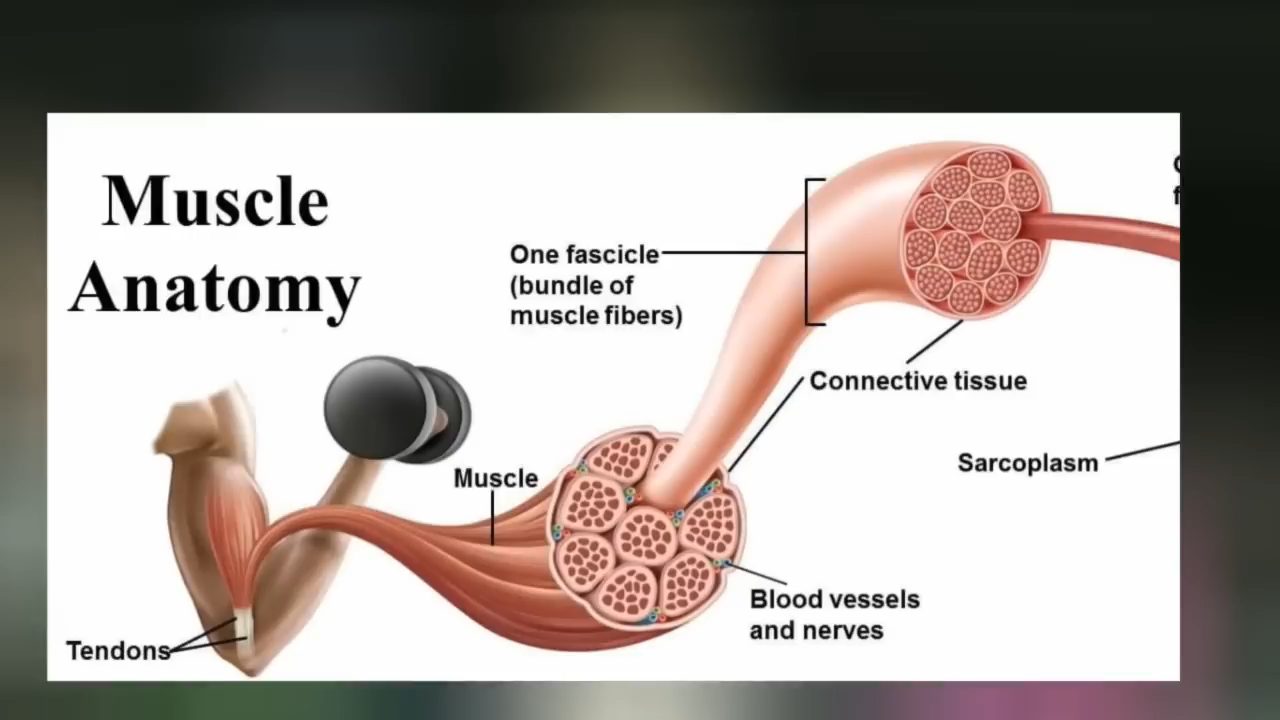 Muscle
Anatomy
One fascicle
(bundle of
muscle fibers)
Connective tissue
Sarcoplasm
Muscle
Blood vessels
and nerves
Tendons